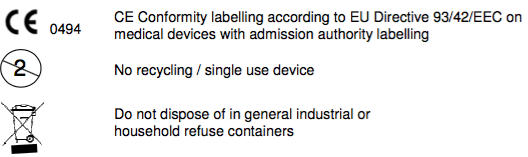 CE 0494 CE Conformity labelling according to EU Directive 93/42/EEC on
medical devices with admission authority labelling
2 No recycling / single use device
Do not dispose of in general industrial or
household refuse containers